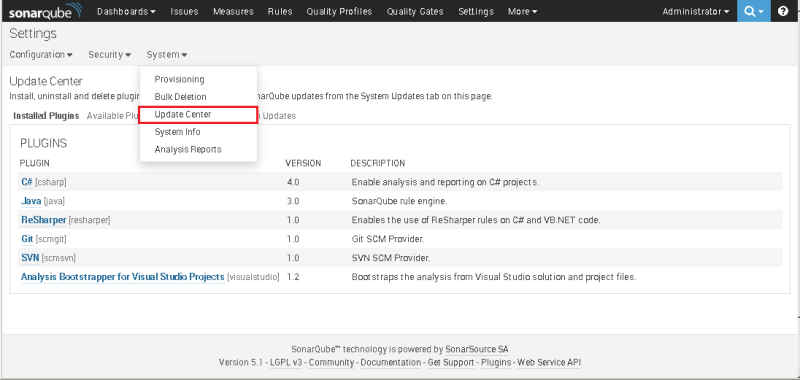 sonarqube Dashboards Issues Measures Rules Quality Profiles Quality Gates Settings More Administrator ?
Settings
Configuration Security System
Provisioning
Bulk Deletion
Update Center
System Info
Analysis Reports
Update Center
Install, uninstall and delete plugin arQube updates from the System Updates tab on this page.
Installed Plugins Available Plu Updates
PLUGINS
PLUGIN VERSION DESCRIPTION
C# [csharp] 4.0 Enable analysis and reporting on C# projects.
Java [java] 3.0 SonarQube rule engine.
ReSharper [resharper] 1.0 Enables the use of ReSharper rules on C# and VB.NET code.
Git [scmgit] 1.0 Git SCM Provider.
SVN [scmsvn] 1.0 SVN SCM Provider.
Analysis Bootstrapper for Visual Studio Projects [visualstudio] 1.2 Bootstraps the analysis from Visual Studio solution and project files.
SonarQube™ technology is powered by SonarSource SA
Version 5.1 - LGPL v3 - Community - Documentation - Get Support - Plugins - Web Service API